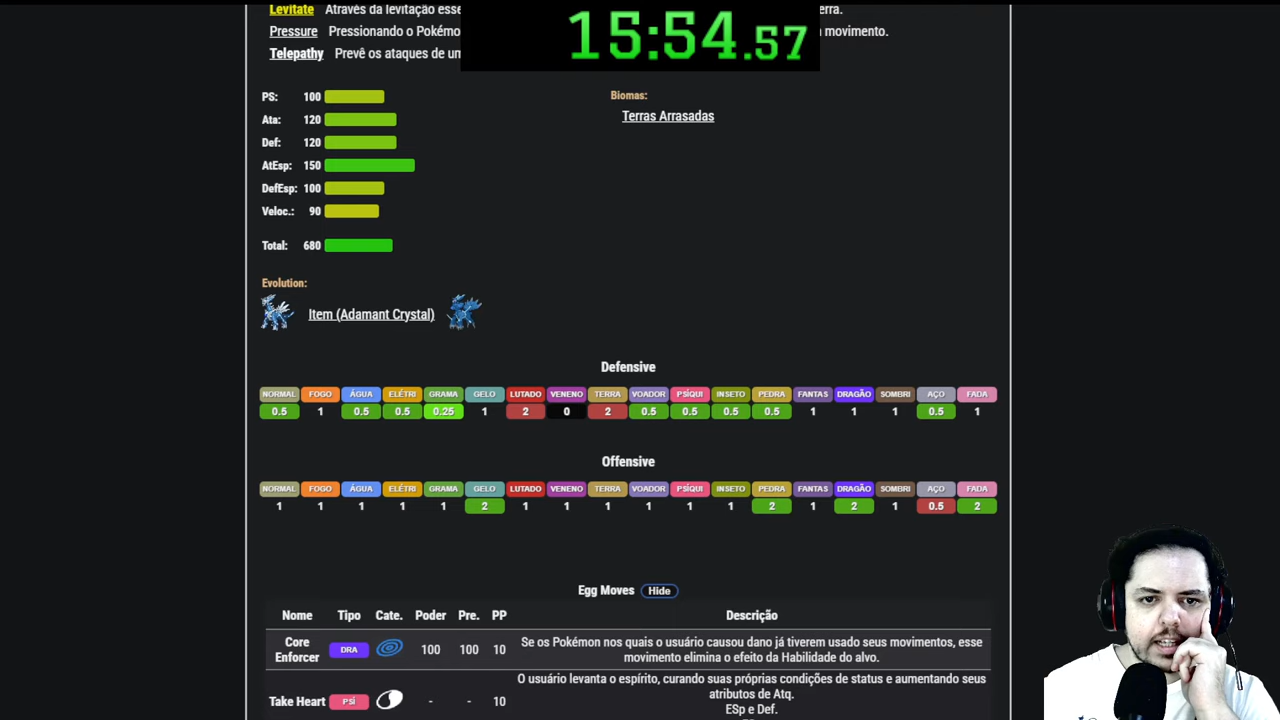 Levitate Através da levitação esse rra.
15:54.57
Pressure Pressionando o Pokémo movimento.
Telepathy Prevê os ataques de um
PS: 100
Ata: 120
Def: 120
AtEsp: 150
DefEsp: 100
Veloc.: 90
Total: 680
Biomas:
Terras Arrasadas
Evolution:
Item (Adamant Crystal)
Defensive
NORMAL FOGO ÁGUA ELÉTRI GRAMA GELO LUTADO VENENO TERRA VOADOR PSÍQUI INSETO PEDRA FANTAS DRAGÃO SOMBRI AÇO FADA
0.5 1 0.5 0.5 0.25 1 2 0 2 0.5 0.5 0.5 0.5 1 1 1 0.5 1
Offensive
NORMAL FOGO ÁGUA ELÉTRI GRAMA GELO LUTADO VENENO TERRA VOADOR PSÍQUI INSETO PEDRA FANTAS DRAGÃO SOMBRI AÇO FADA
1 1 1 1 1 2 1 1 1 1 1 1 2 1 2 1 0.5 2
Egg Moves Hide
Nome Tipo Cate. Poder Pre. PP Descrição
Core Enforcer DRA 100 100 10 Se os Pokémon nos quais o usuário causou dano já tiverem usado seus movimentos, esse
movimento elimina o efeito da Habilidade do alvo.
Take Heart PSÍ - - 10 O usuário levanta o espírito, curando suas próprias condições de status e aumentando seus
atributos de Atq.
ESp e Def.